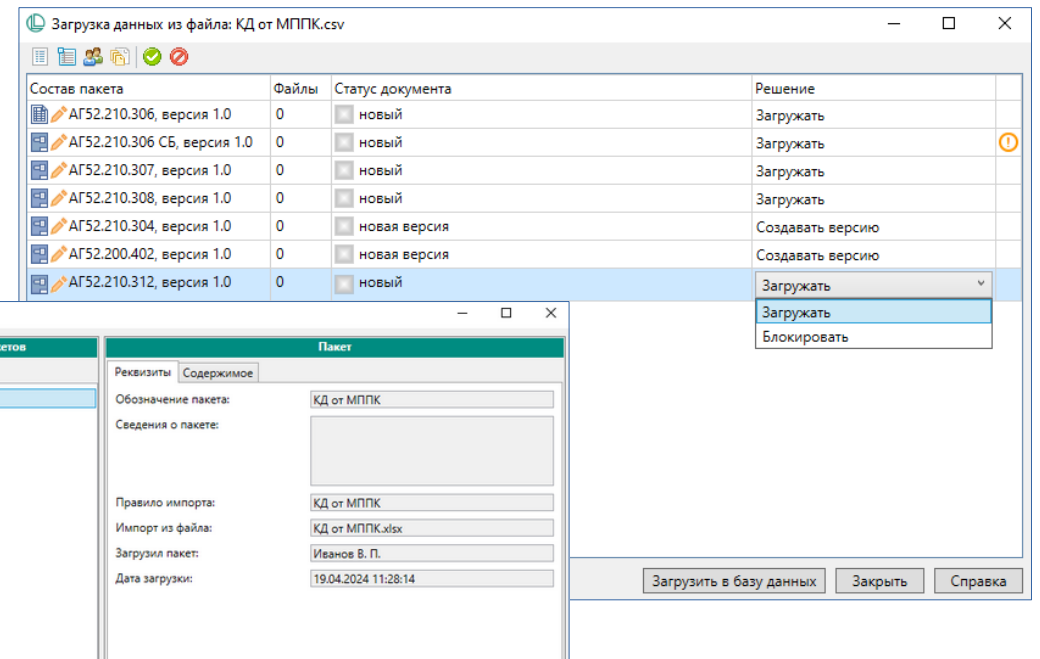 Загрузка данных из файла: КД от МППК.csv
Состав пакета Файлы Статус документа Решение
АГ52.210.306, версия 1.0 0 новый Загружать
АГ52.210.306 СБ, версия 1.0 0 новый Загружать
АГ52.210.307, версия 1.0 0 новый Загружать
АГ52.210.308, версия 1.0 0 новый Загружать
АГ52.210.304, версия 1.0 0 новая версия Создавать версию
АГ52.200.402, версия 1.0 0 новая версия Создавать версию
АГ52.210.312, версия 1.0 0 новый Загружать
Загружать
Блокировать
кетов Пакет
Реквизиты Содержимое
Обозначение пакета: КД от МППК
Сведения о пакете:
Правило импорта: КД от МППК
Импорт из файла: КД от МППК.xlsx
Загрузил пакет: Иванов В. П.
Дата загрузки: 19.04.2024 11:28:14
Загрузить в базу данных Закрыть Справка